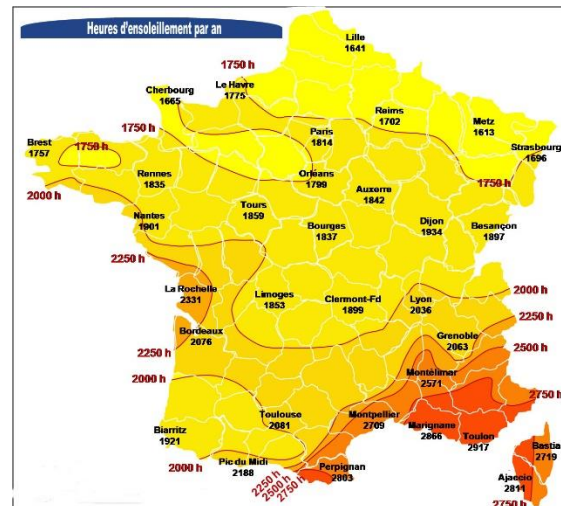 Heures d'ensoleillement par an
Lille
1641
1750 h
Le Havre
1775
Cherbourg
1665
Reims
1702
Metz
1613
1750 h
Paris
1814
Strasbourg
1696
Brest
1757
1750 h
Rennes
1835
Orléans
1799
1750 h
Auxerre
1842
2000 h
Nantes
1901
Tours
1859
Bourges
1837
Dijon
1934
Besançon
1897
2250 h
La Rochelle
2331
Limoges
1853
Clermont-Fd
1899
Lyon
2036
2000 h
2250 h
Bordeaux
2076
Grenoble
2063
2250 h
2500 h
Montélimar
2571
2000 h
2750 h
Biarritz
1921
Toulouse
2081
Montpellier
2709
Marignane
2866
Toulon
2917
Bastia
2719
2000 h
Pic du Midi
2188
2250 h
2500 h
2750 h
Perpignan
2803
Ajaccio
2811
2750 h